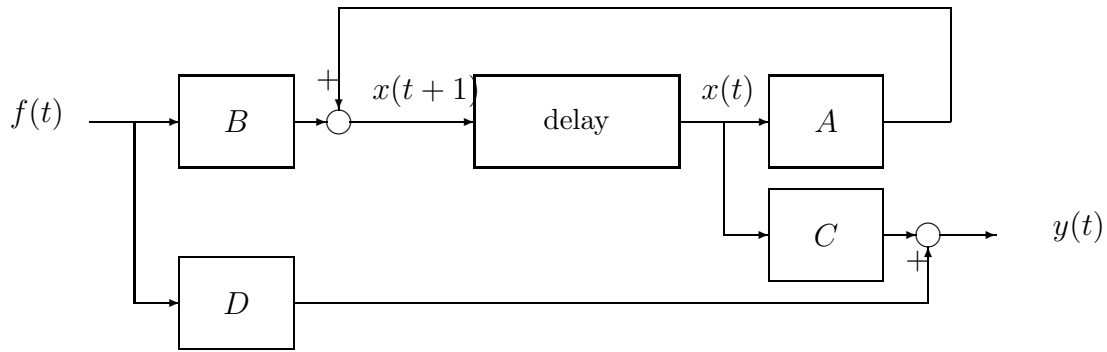 +
x(t + 1)
x(t)
f(t)
B
delay
A
C
y(t)
+
D